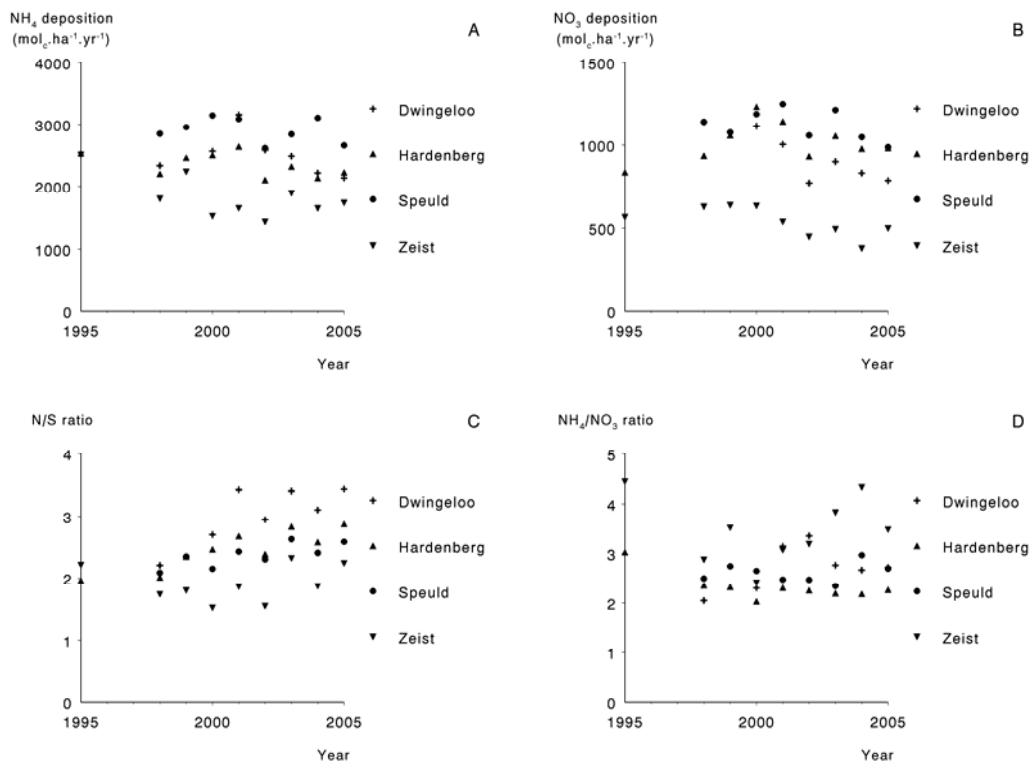 NH₄ deposition
(mol_c.ha⁻¹.yr⁻¹)
A
4000
3000
2000
1000
0
1995
2000
2005
Year
+ Dwingeloo
▲ Hardenberg
● Speuld
▼ Zeist
NO₃ deposition
(mol_c.ha⁻¹.yr⁻¹)
B
1500
1000
500
0
1995
2000
2005
Year
+ Dwingeloo
▲ Hardenberg
● Speuld
▼ Zeist
N/S ratio
C
4
3
2
1
0
1995
2000
2005
Year
+ Dwingeloo
▲ Hardenberg
● Speuld
▼ Zeist
NH₄/NO₃ ratio
D
5
4
3
2
1
0
1995
2000
2005
Year
+ Dwingeloo
▲ Hardenberg
● Speuld
▼ Zeist